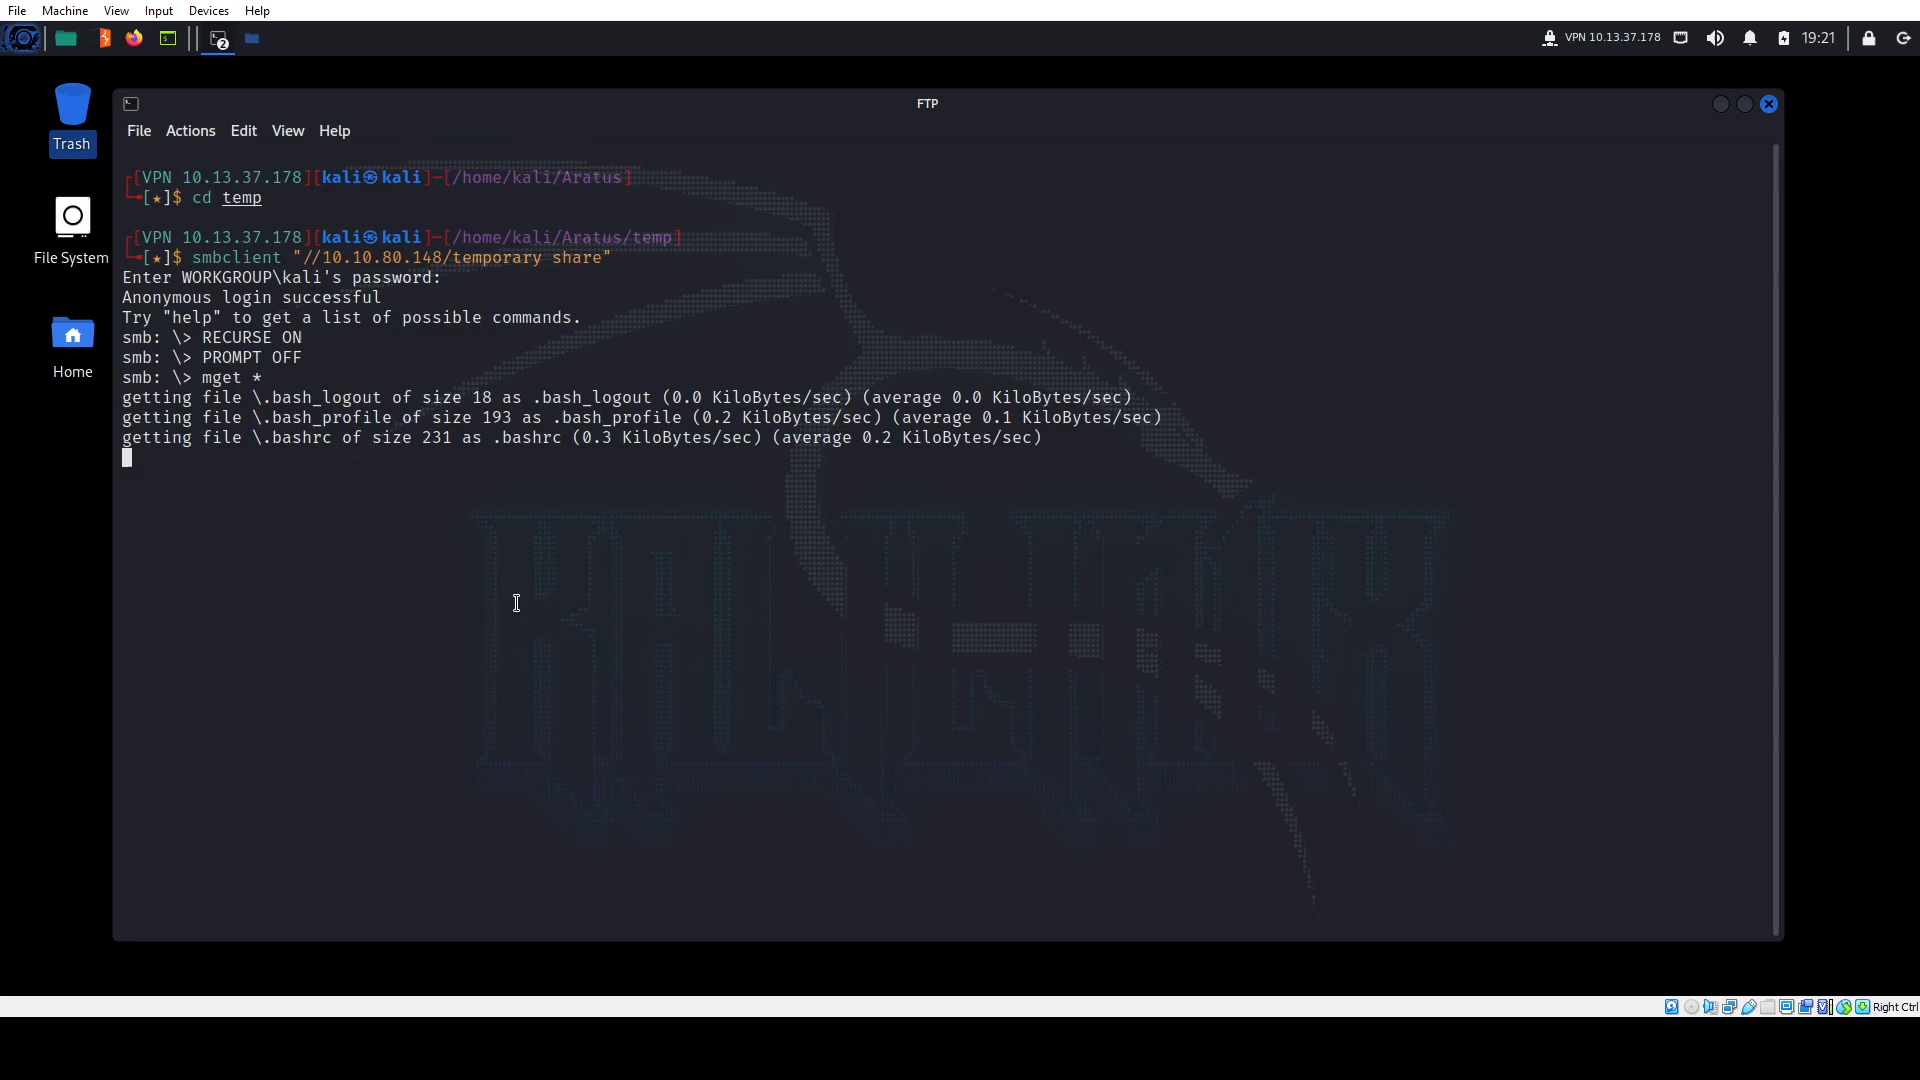 File Machine View Input Devices Help
VPN 10.13.37.178 19:21
2
FTP
File Actions Edit View Help
Trash
File System
Home
┌[VPN 10.13.37.178][kali㉿kali]─[/home/kali/Aratus]
└╼[★]$ cd temp
┌[VPN 10.13.37.178][kali㉿kali]─[/home/kali/Aratus/temp]
└╼[★]$ smbclient "//10.10.80.148/temporary share"
Enter WORKGROUP\kali's password:
Anonymous login successful
Try "help" to get a list of possible commands.
smb: \> RECURSE ON
smb: \> PROMPT OFF
smb: \> mget *
getting file \.bash_logout of size 18 as .bash_logout (0.0 KiloBytes/sec) (average 0.0 KiloBytes/sec)
getting file \.bash_profile of size 193 as .bash_profile (0.2 KiloBytes/sec) (average 0.1 KiloBytes/sec)
getting file \.bashrc of size 231 as .bashrc (0.3 KiloBytes/sec) (average 0.2 KiloBytes/sec)
KALI LINUX
Right Ctrl